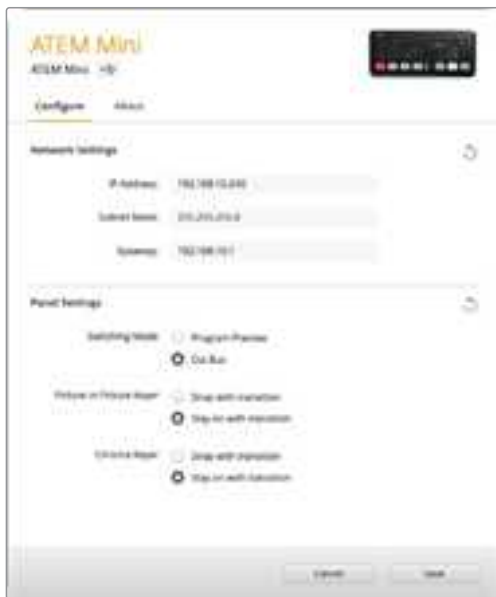 ATEM Mini
ATEM Mini
Configure About
Network Settings
IP Address:
Subnet Mask:
Gateway:
Panel Settings
Switching Mode: Program Preview
Cut Bus
Picture in Picture Keyer: Drop with transition
Stay on with transition
Chroma Keyer: Drop with transition
Stay on with transition
Cancel Save